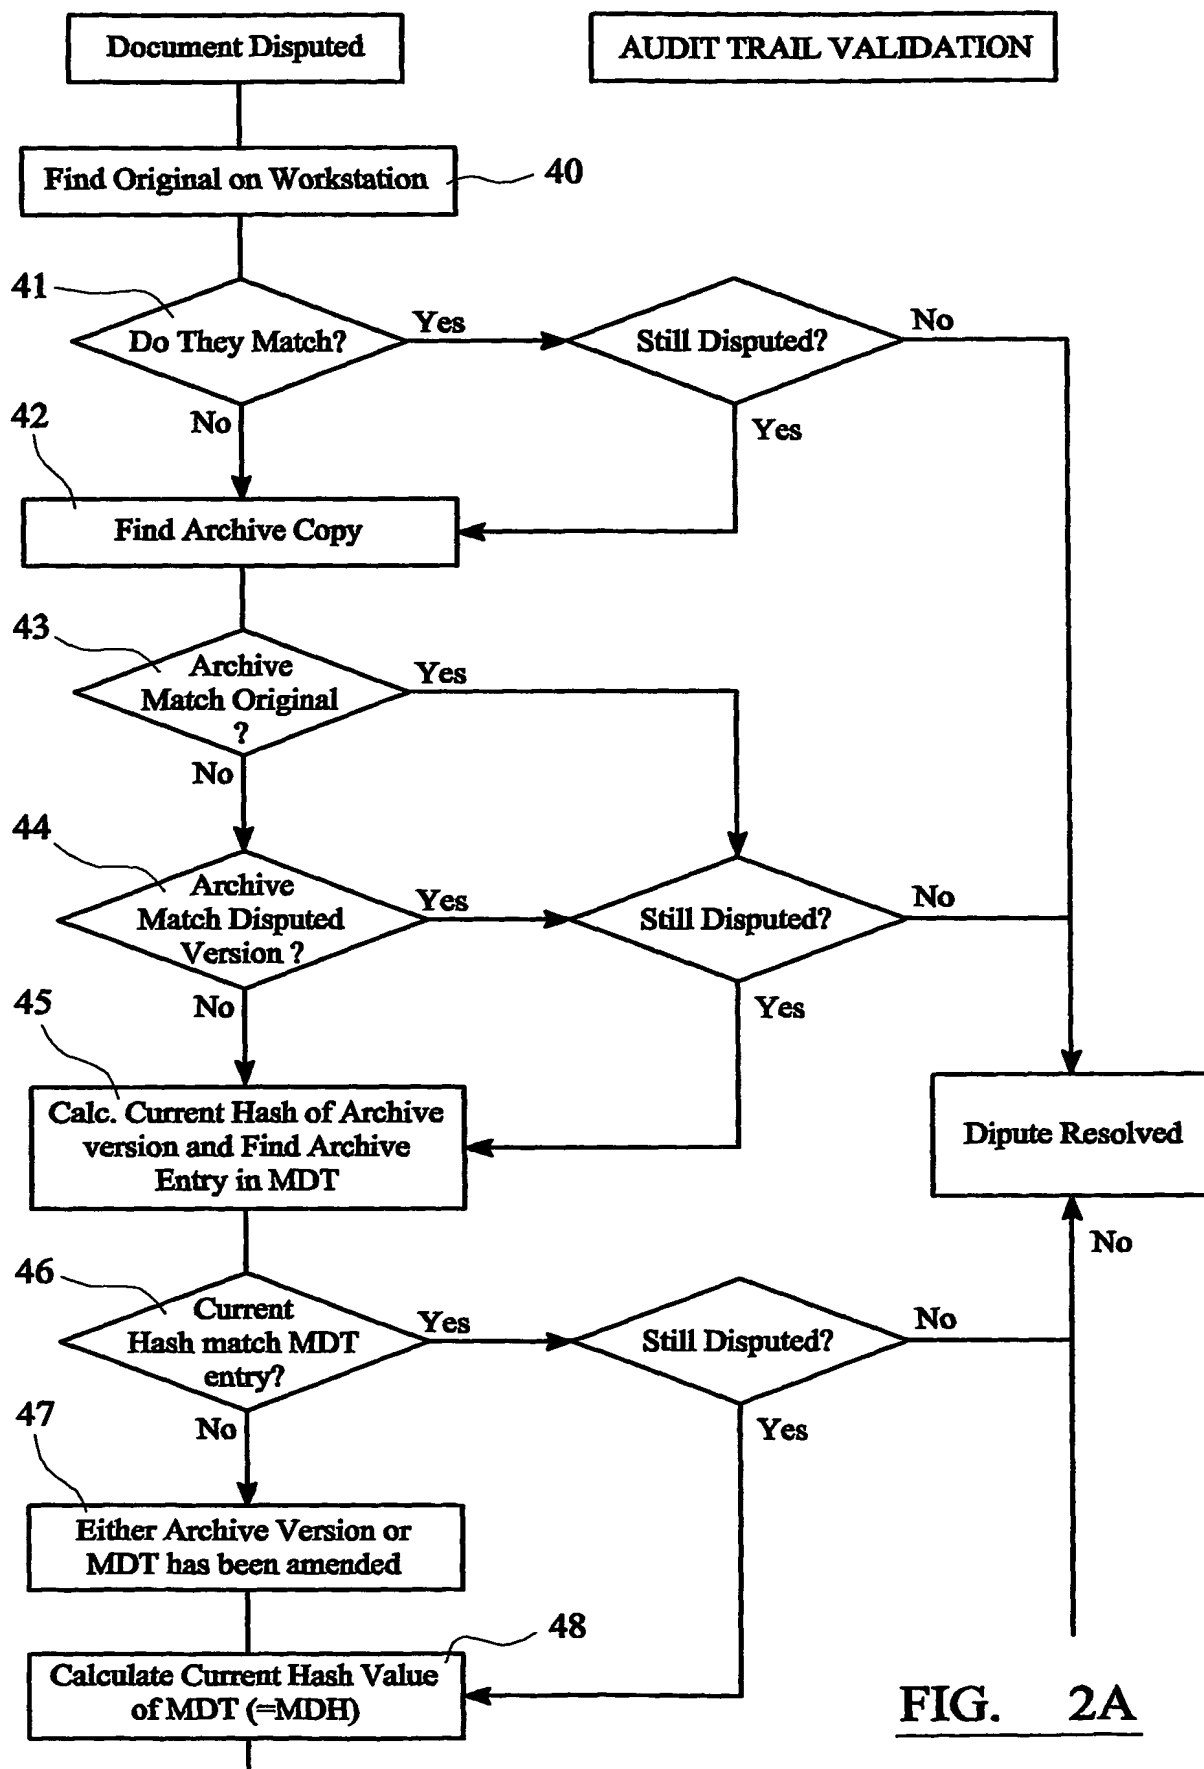 Document Disputed
AUDIT TRAIL VALIDATION
Find Original on Workstation
40
41
Do They Match?
Yes
Still Disputed?
No
No
Yes
42
Find Archive Copy
43
Archive
Match Original
?
Yes
No
44
Archive
Match Disputed
Version ?
Yes
Still Disputed?
No
No
Yes
45
Calc. Current Hash of Archive
version and Find Archive
Entry in MDT
Dipute Resolved
No
46
Current
Hash match MDT
entry?
Yes
Still Disputed?
No
No
Yes
47
Either Archive Version or
MDT has been amended
48
Calculate Current Hash Value
of MDT (=MDH)
FIG. 2A